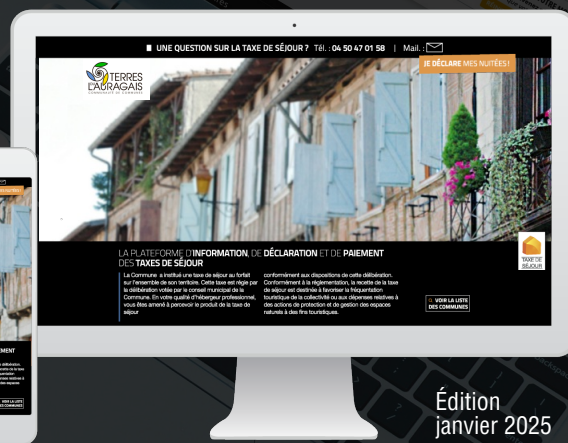 UNE QUESTION SUR LA TAXE DE SÉJOUR ? Tél. : 04 50 47 01 58 | Mail. :
JE DÉCLARE MES NUITÉES !
TERRES
DU LAURAGAIS
COMMUNAUTÉ DE COMMUNES
LA PLATEFORME D'INFORMATION, DE DÉCLARATION ET DE PAIEMENT
DES TAXES DE SÉJOUR
La Commune a institué une taxe de séjour au forfait
sur l'ensemble de son territoire. Cette taxe est régie par
la délibération votée par le conseil municipal de la
Commune. En votre qualité d'hébergeur professionnel,
vous êtes amené à percevoir le produit de la taxe de
séjour
conformément aux dispositions de cette délibération.
Conformément à la réglementation, la recette de la taxe
de séjour est destinée à favoriser la fréquentation
touristique de la collectivité ou aux dépenses relatives à
des actions de protection et de gestion des espaces
naturels à des fins touristiques.
TAXE DE
SÉJOUR
VOIR LA LISTE
DES COMMUNES
Édition
janvier 2025